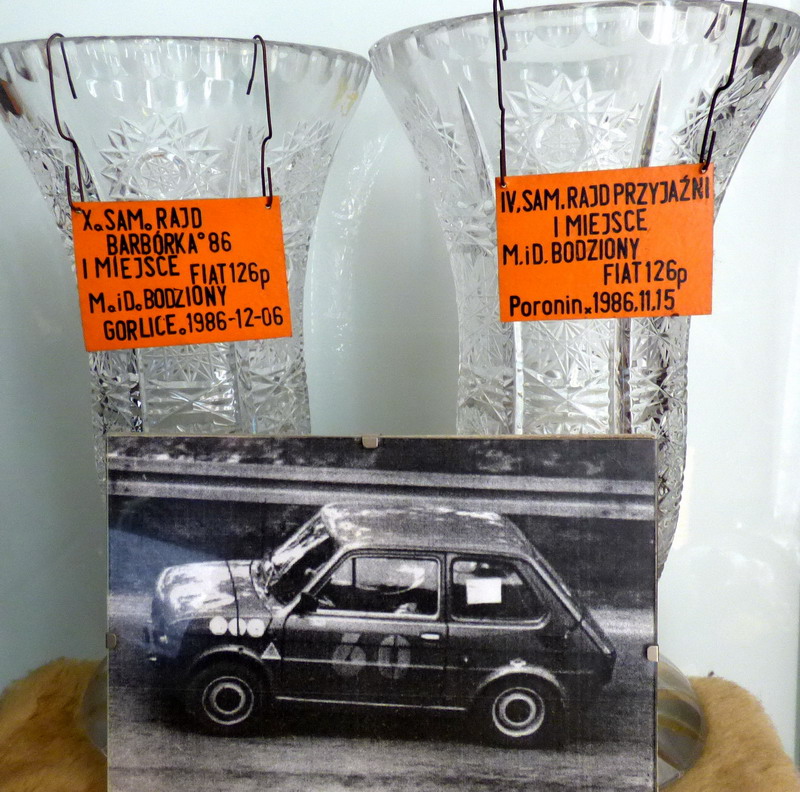 X. SAM. RAJD
BARBÓRKA° 86
I MIEJSCE FIAT 126p
M. i D. BODZIONY
GORLICE. 1986-12-06
IV. SAM. RAJD PRZYJAŹNI
I MIEJSCE
M. i D. BODZIONY
FIAT 126p
Poronin. 1986.11.15
60